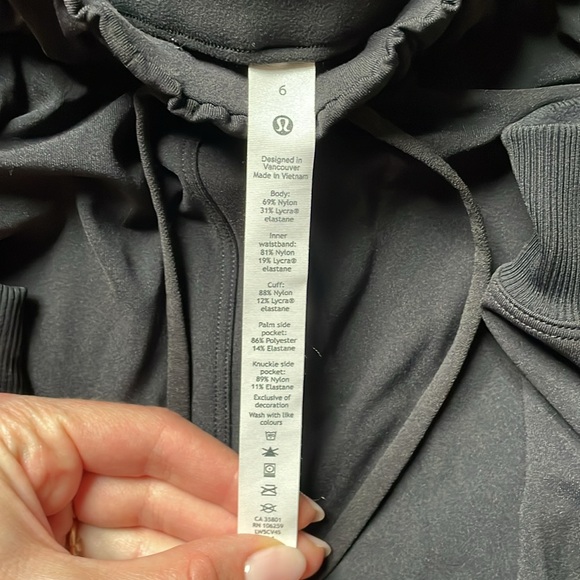 6
Designed in
Vancouver
Made in Vietnam
Body:
69% Nylon
31% Lycra®
elastane
Inner
waistband:
81% Nylon
19% Lycra®
elastane
Cuff:
88% Nylon
12% Lycra®
elastane
Palm side
pocket:
86% Polyester
14% Elastane
Knuckle side
pocket:
89% Nylon
11% Elastane
Exclusive of
decoration
Wash with like
colours
CA 35801
RN 106259